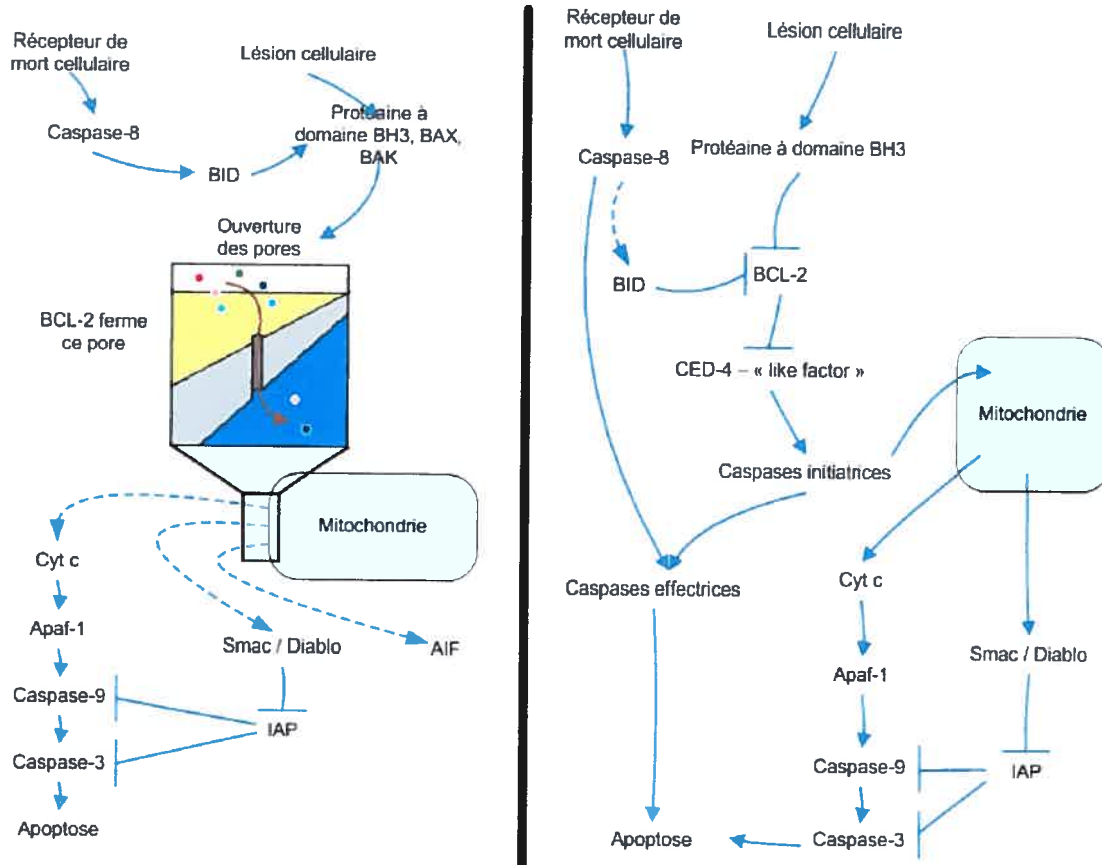 Récepteur de
mort cellulaire
Lésion cellulaire
Caspase-8
Protéaine à
domaine BH3, BAX,
BAK
BID
Ouverture
des pores
BCL-2 ferme
ce pore
Mitochondrie
Cyt c
Apaf-1
Smac / Diablo
AIF
Caspase-9
IAP
Caspase-3
Apoptose
Récepteur de
mort cellulaire
Lésion cellulaire
Caspase-8
Protéine à domaine BH3
BID
BCL-2
CED-4 – « like factor »
Mitochondrie
Caspases initiatrices
Caspases effectrices
Cyt c
Smac / Diablo
Apaf-1
Caspase-9
IAP
Apoptose
Caspase-3